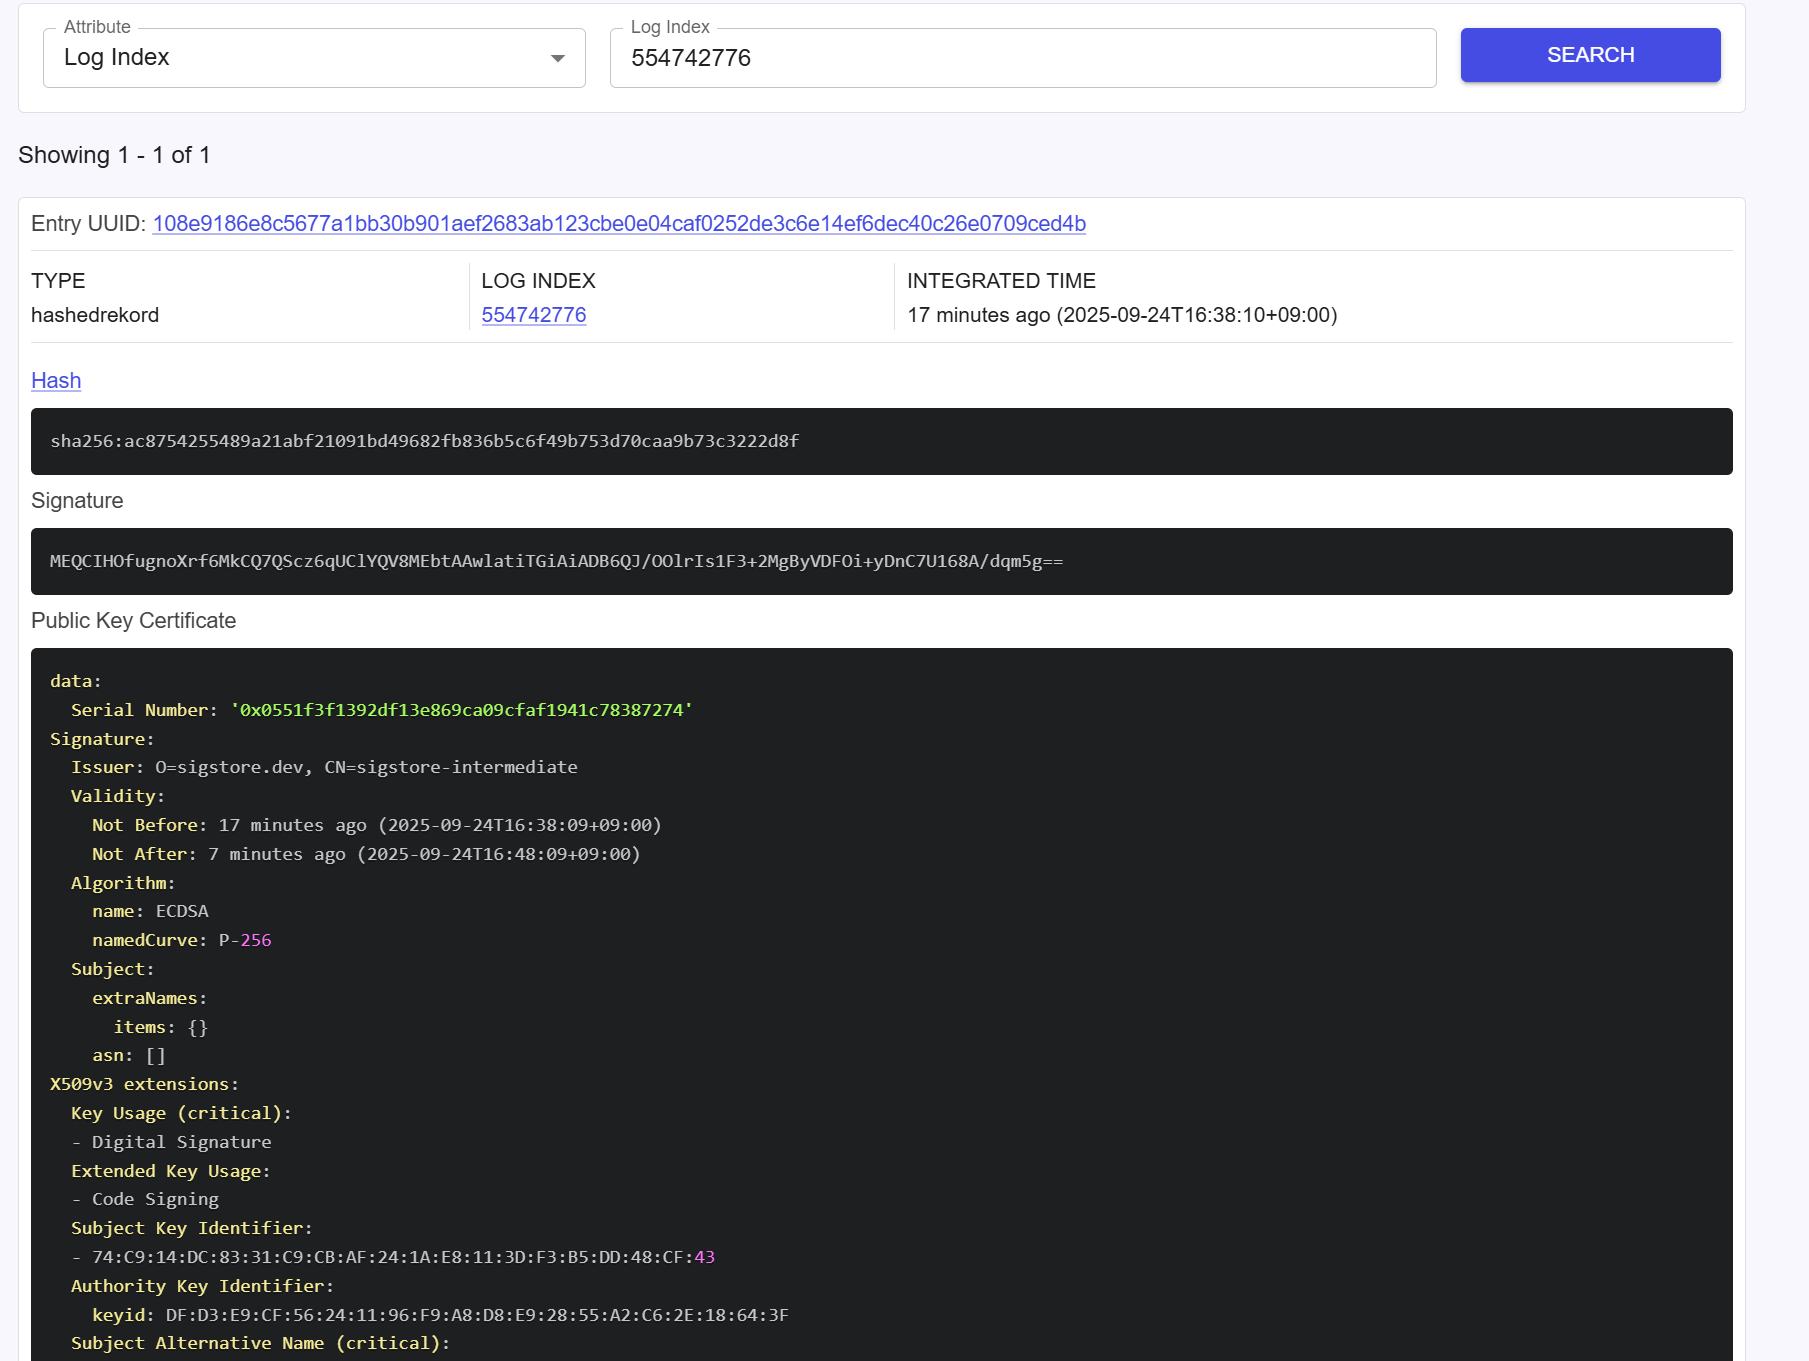 Attribute
Log Index
Log Index
554742776
SEARCH
Showing 1 - 1 of 1
Entry UUID: 108e9186e8c5677a1bb30b901aef2683ab123cbe0e04caf0252de3c6e14ef6dec40c26e0709ced4b
TYPE
hashedrekord
LOG INDEX
554742776
INTEGRATED TIME
17 minutes ago (2025-09-24T16:38:10+09:00)
Hash
sha256:ac8754255489a21abf21091bd49682fb836b5c6f49b753d70caa9b73c3222d8f
Signature
MEQCIHOfugnoXrf6MkCQ7QScz6qUClYQV8MEbtAAwlatiTGiAiADB6QJ/OOlrIs1F3+2MgByVDFOi+yDnC7U168A/dqm5g==
Public Key Certificate
data:
  Serial Number: '0x0551f3f1392df13e869ca09cfaf1941c78387274'
Signature:
  Issuer: O=sigstore.dev, CN=sigstore-intermediate
  Validity:
    Not Before: 17 minutes ago (2025-09-24T16:38:09+09:00)
    Not After: 7 minutes ago (2025-09-24T16:48:09+09:00)
  Algorithm:
    name: ECDSA
    namedCurve: P-256
  Subject:
    extraNames:
      items: {}
    asn: []
X509v3 extensions:
  Key Usage (critical):
  - Digital Signature
  Extended Key Usage:
  - Code Signing
  Subject Key Identifier:
  - 74:C9:14:DC:83:31:C9:CB:AF:24:1A:E8:11:3D:F3:B5:DD:48:CF:43
  Authority Key Identifier:
    keyid: DF:D3:E9:CF:56:24:11:96:F9:A8:D8:E9:28:55:A2:C6:2E:18:64:3F
  Subject Alternative Name (critical):